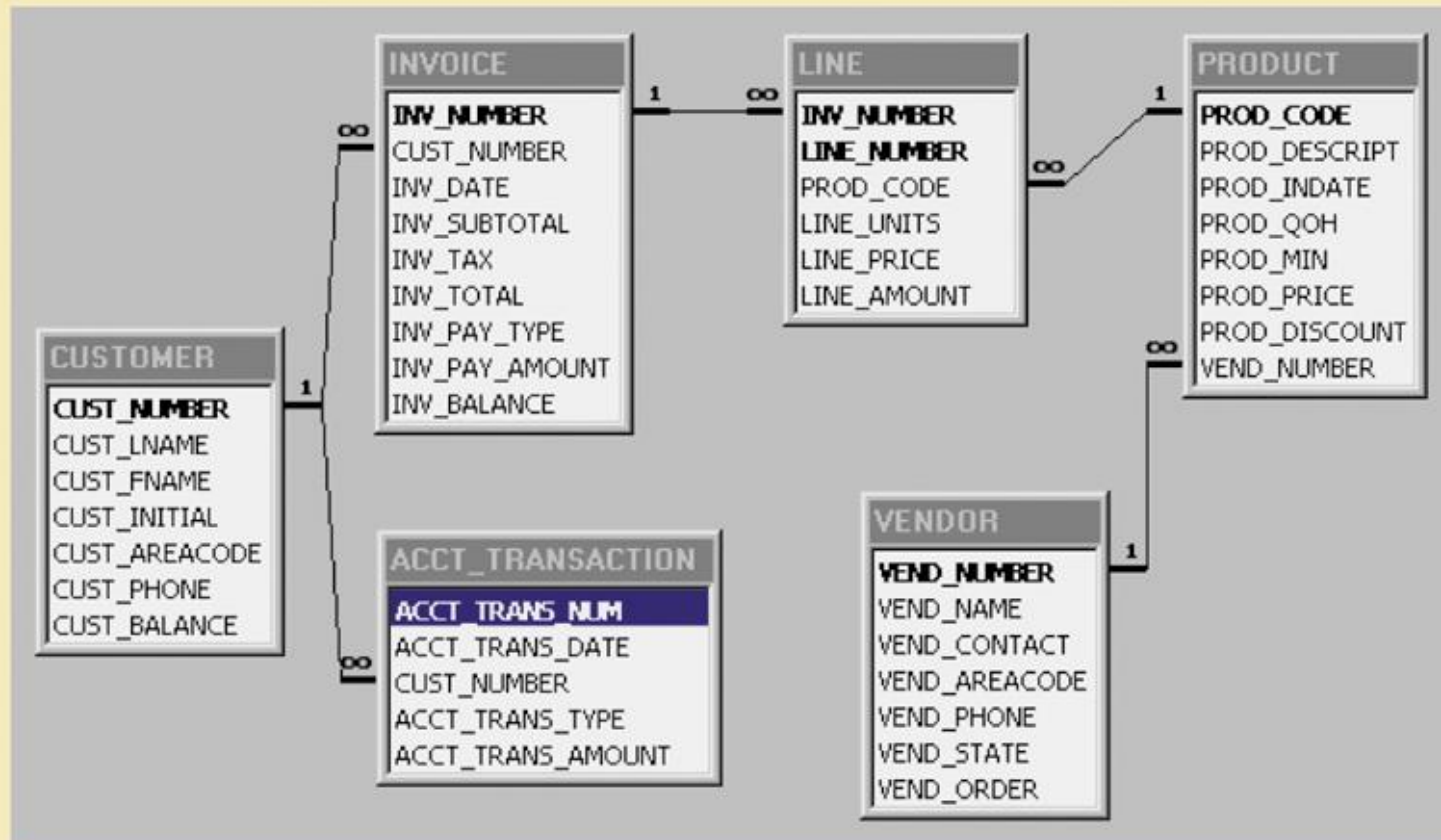 INVOICE
INV_NUMBER
CUST_NUMBER
INV_DATE
INV_SUBTOTAL
INV_TAX
INV_TOTAL
INV_PAY_TYPE
INV_PAY_AMOUNT
INV_BALANCE
1
∞
LINE
INV_NUMBER
LINE_NUMBER
PROD_CODE
LINE_UNITS
LINE_PRICE
LINE_AMOUNT
∞
1
PRODUCT
PROD_CODE
PROD_DESCRIPT
PROD_INDATE
PROD_QOH
PROD_MIN
PROD_PRICE
PROD_DISCOUNT
VEND_NUMBER
∞
∞
CUSTOMER
CUST_NUMBER
CUST_LNAME
CUST_FNAME
CUST_INITIAL
CUST_AREACODE
CUST_PHONE
CUST_BALANCE
1
∞
ACCT_TRANSACTION
ACCT_TRANS_NUM
ACCT_TRANS_DATE
CUST_NUMBER
ACCT_TRANS_TYPE
ACCT_TRANS_AMOUNT
VENDOR
VEND_NUMBER
VEND_NAME
VEND_CONTACT
VEND_AREACODE
VEND_PHONE
VEND_STATE
VEND_ORDER
1